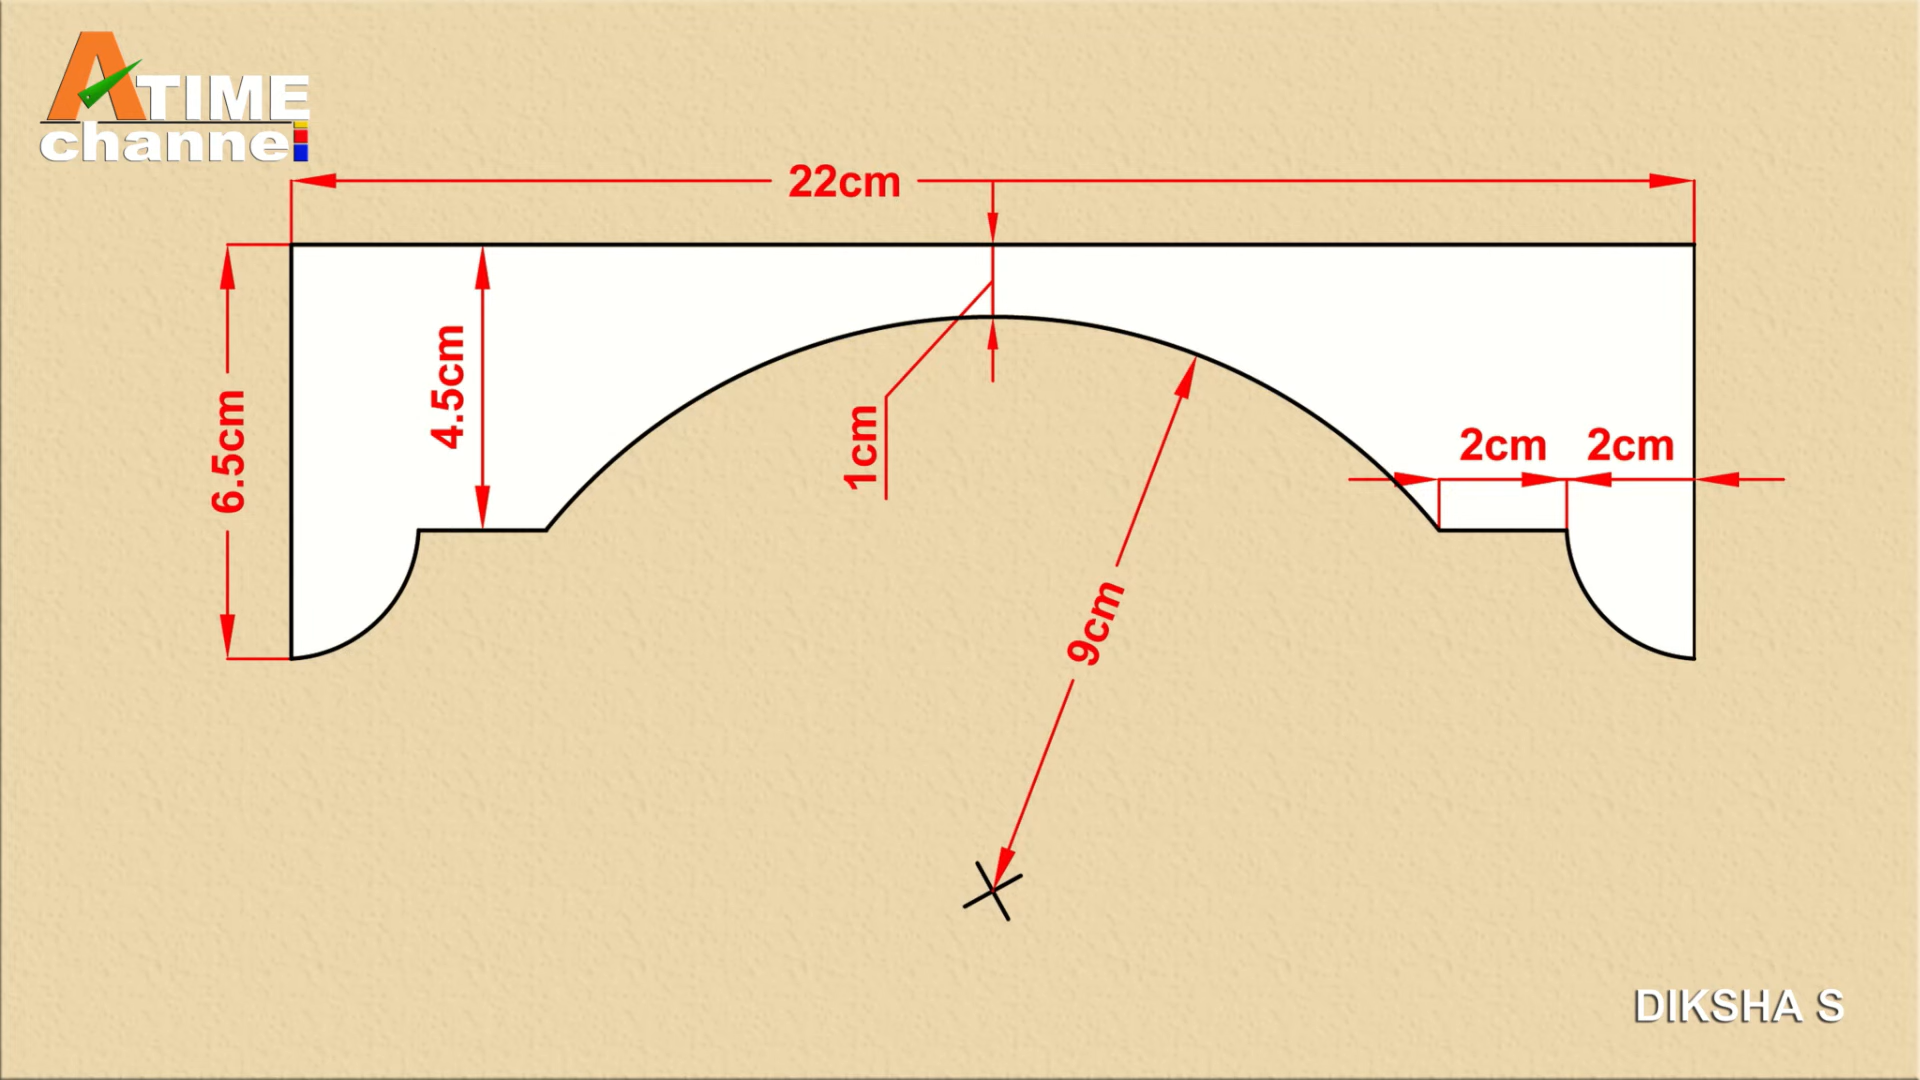 ATIME
channel
22cm
6.5cm
4.5cm
1cm
2cm
2cm
9cm
DIKSHA S